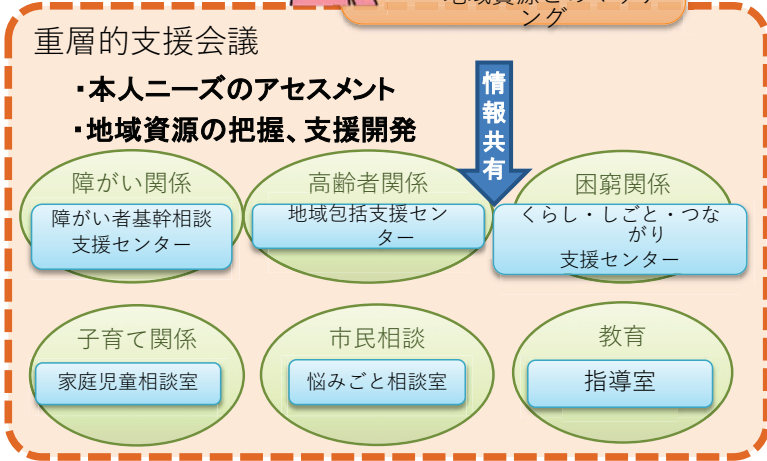 ング
重層的支援会議
・本人ニーズのアセスメント
・地域資源の把握、支援開発
情報共有
障がい関係
障がい者基幹相談
支援センター
高齢者関係
地域包括支援セン
ター
困窮関係
くらし・しごと・つな
がり
支援センター
子育て関係
家庭児童相談室
市民相談
悩みごと相談室
教育
指導室